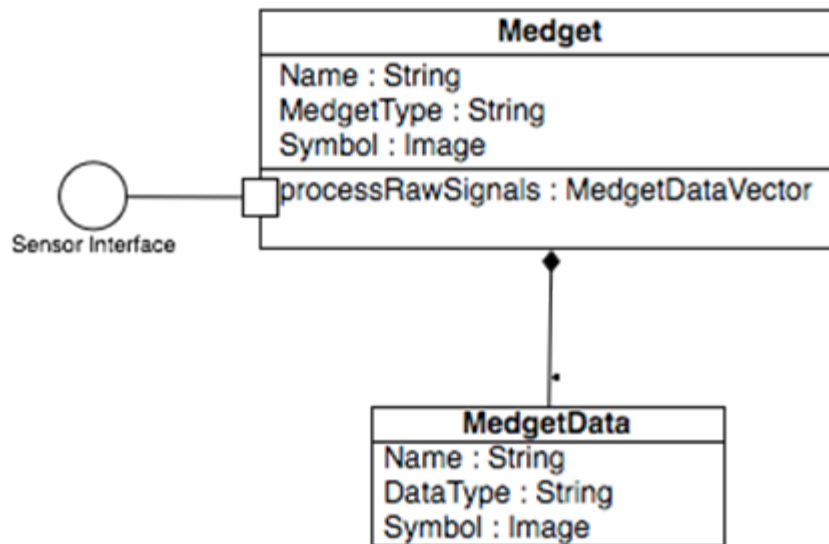 Medget
Name : String
MedgetType : String
Symbol : Image
processRawSignals : MedgetDataVector
Sensor Interface
MedgetData
Name : String
DataType : String
Symbol : Image